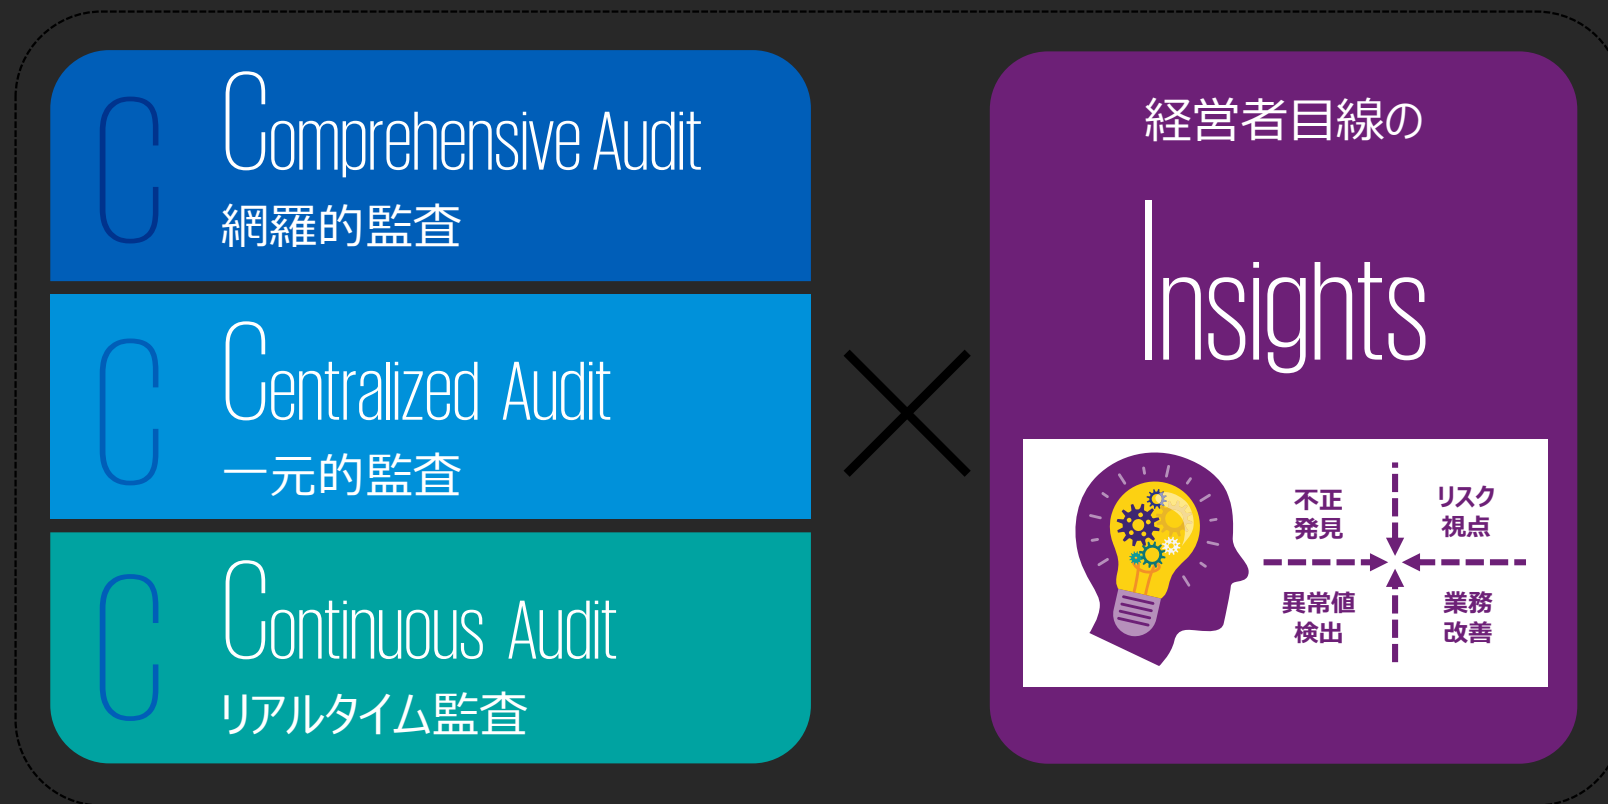 C
Comprehensive Audit
網羅的監査
C
Centralized Audit
一元的監査
C
Continuous Audit
リアルタイム監査
経営者目線の
Insights
不正
発見
リスク
視点
異常値
検出
業務
改善